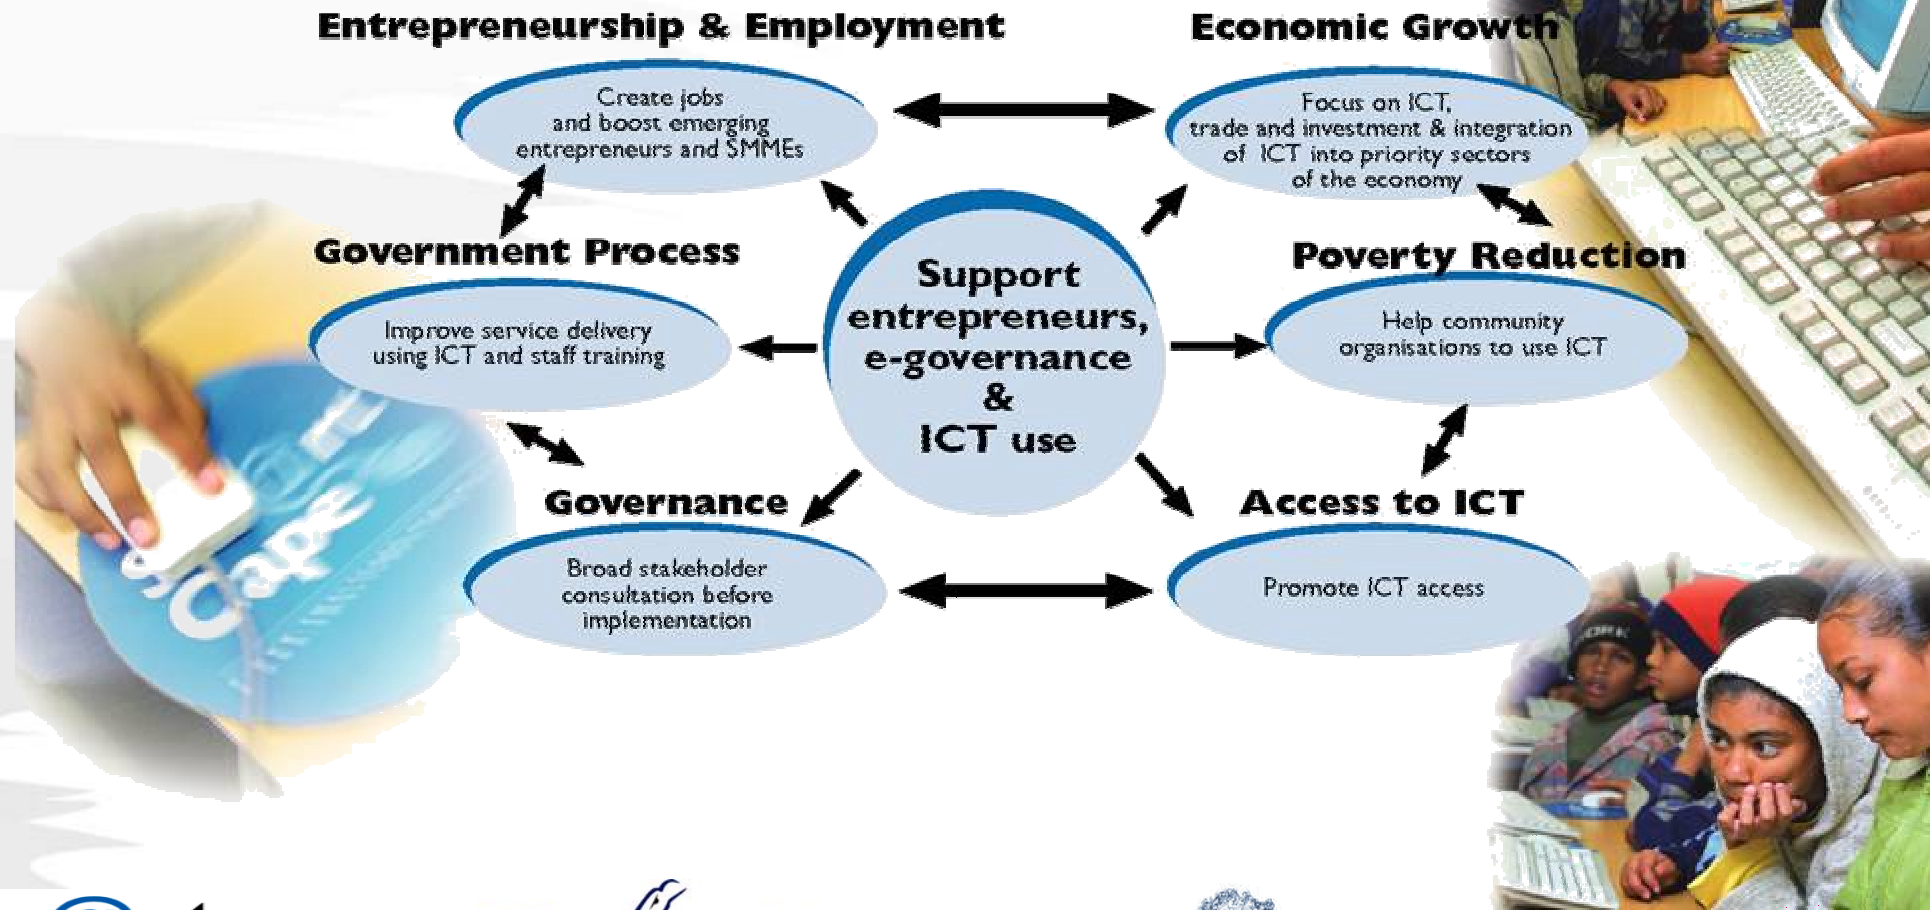 Entrepreneurship & Employment
Economic Growth
Create jobs
and boost emerging
entrepreneurs and SMMEs
Focus on ICT,
trade and investment & integration
of ICT into priority sectors
of the economy
Government Process
Improve service delivery
using ICT and staff training
Support
entrepreneurs,
e-governance
&
ICT use
Poverty Reduction
Help community
organisations to use ICT
Governance
Broad stakeholder
consultation before
implementation
Access to ICT
Promote ICT access
Cape